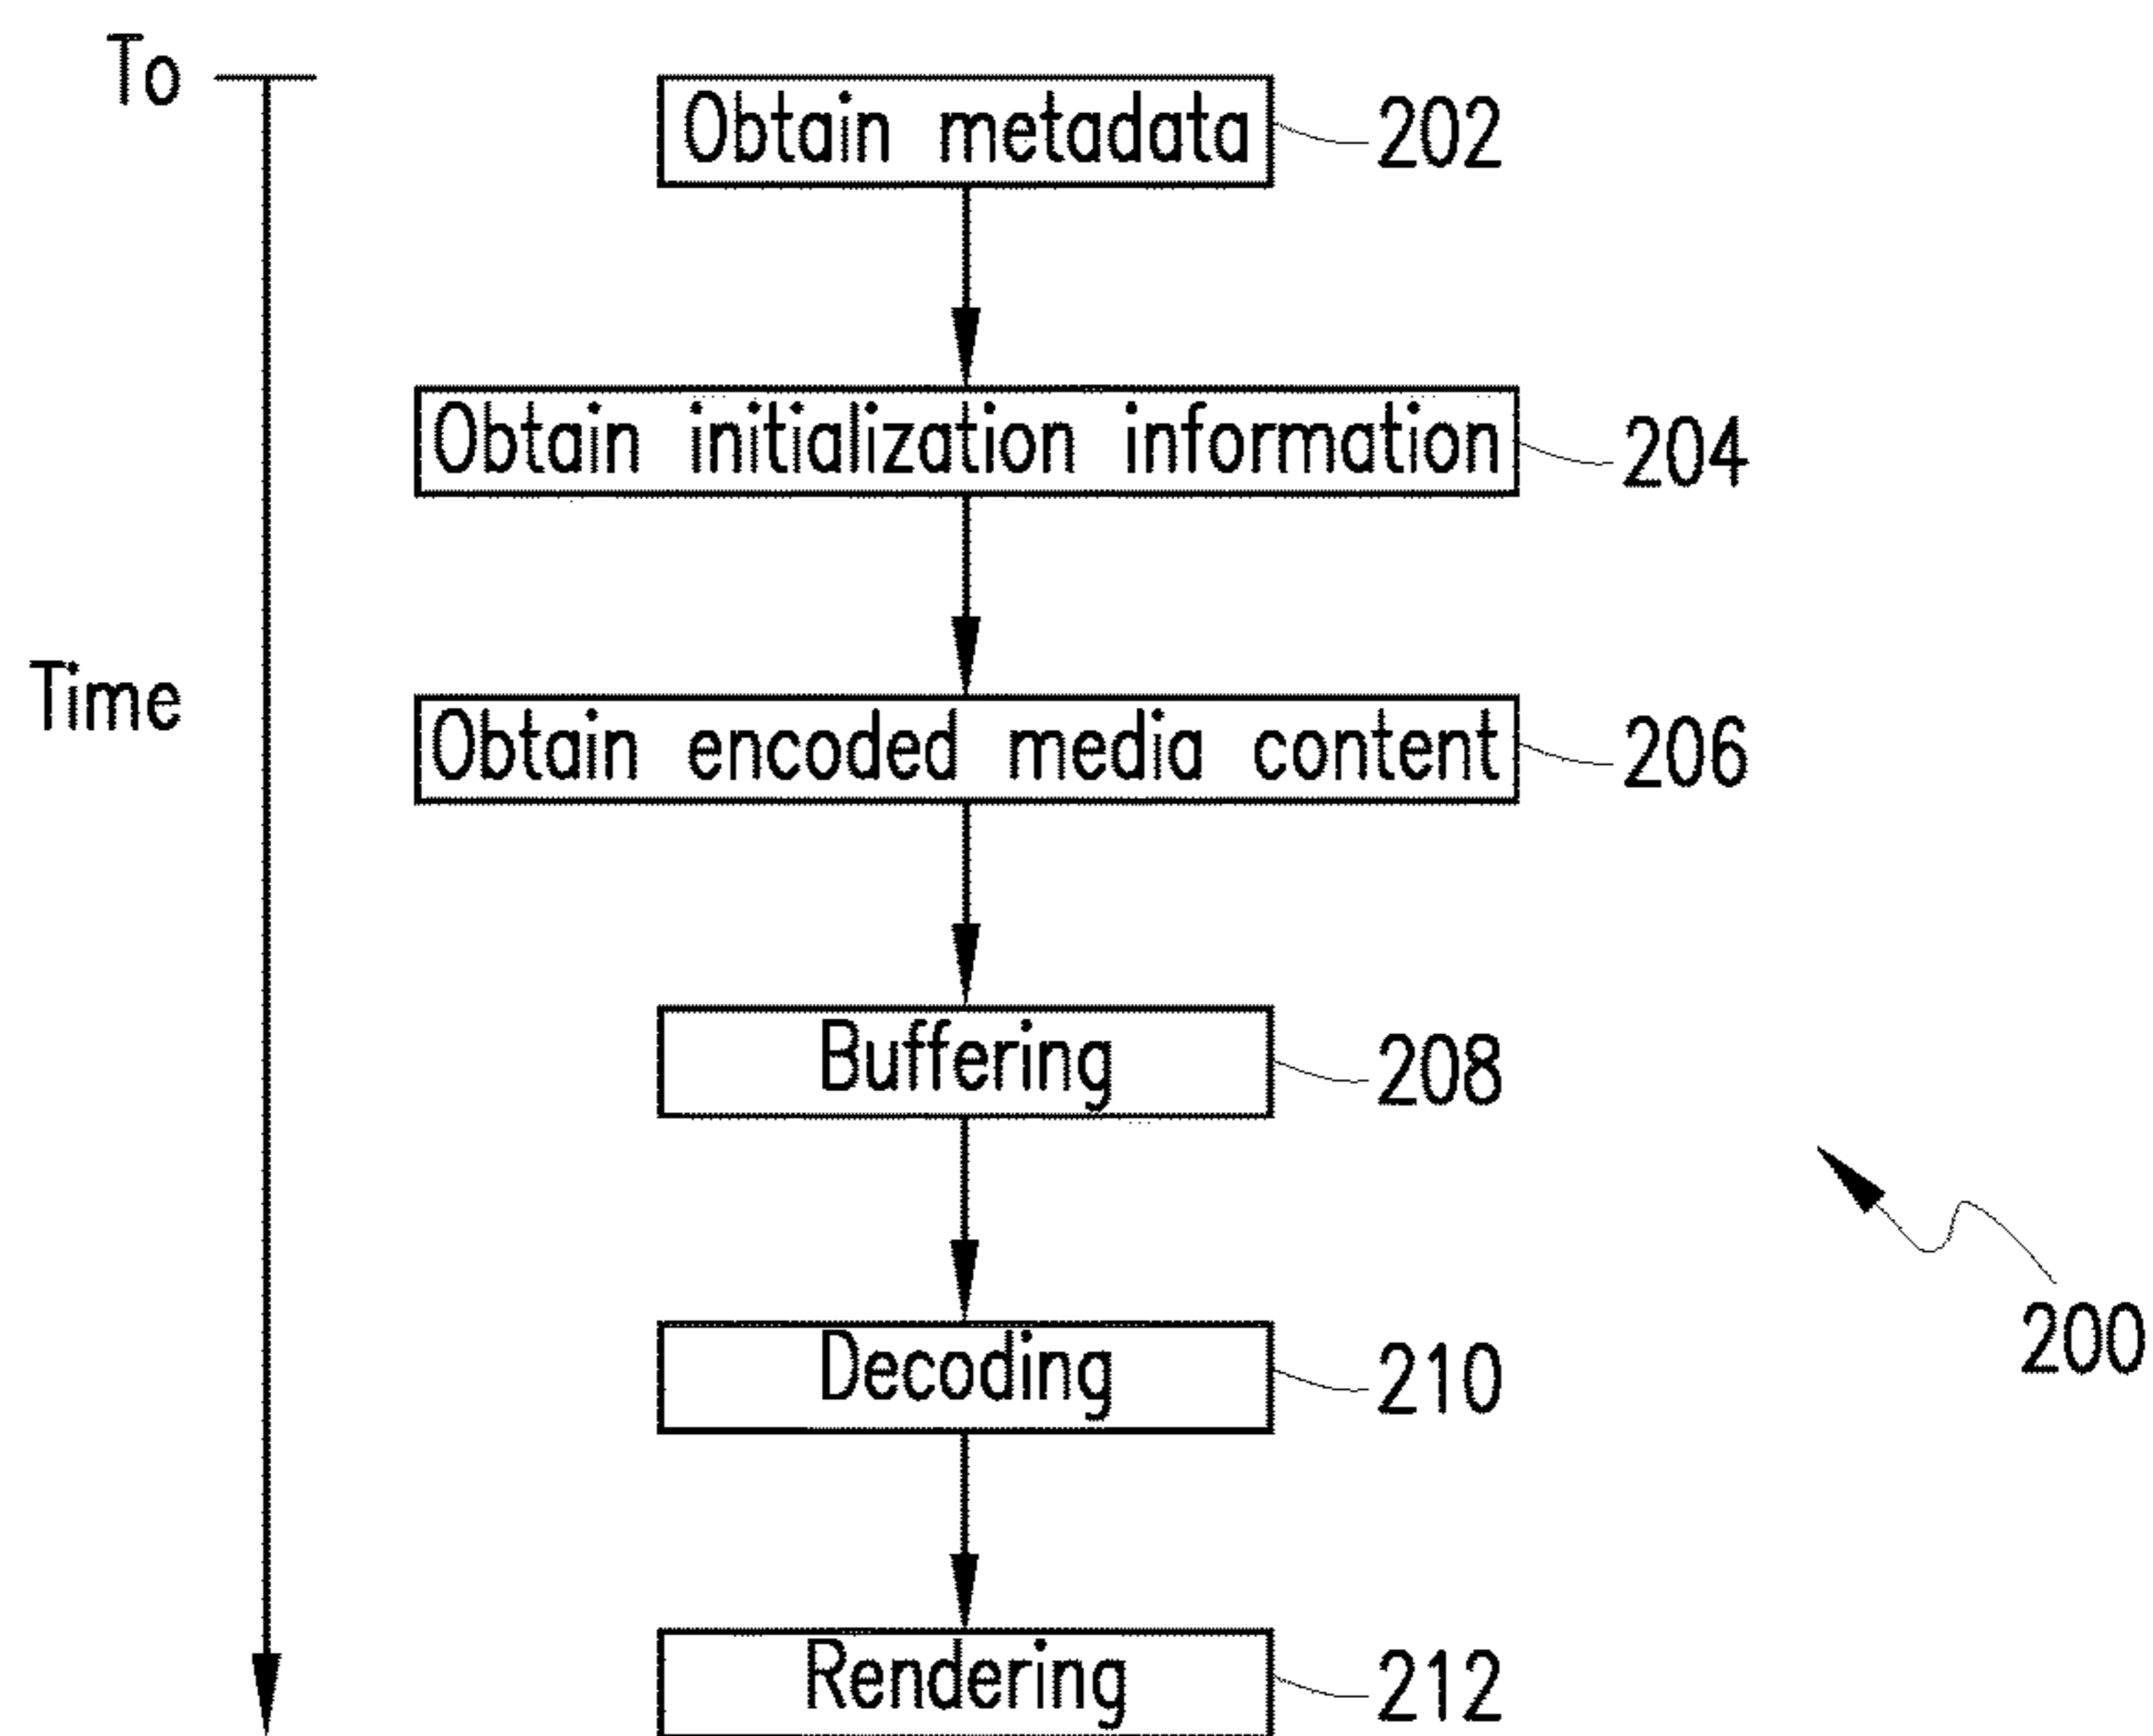 To
Obtain metadata
202
Obtain initialization information
204
Time
Obtain encoded media content
206
Buffering
208
200
Decoding
210
Rendering
212